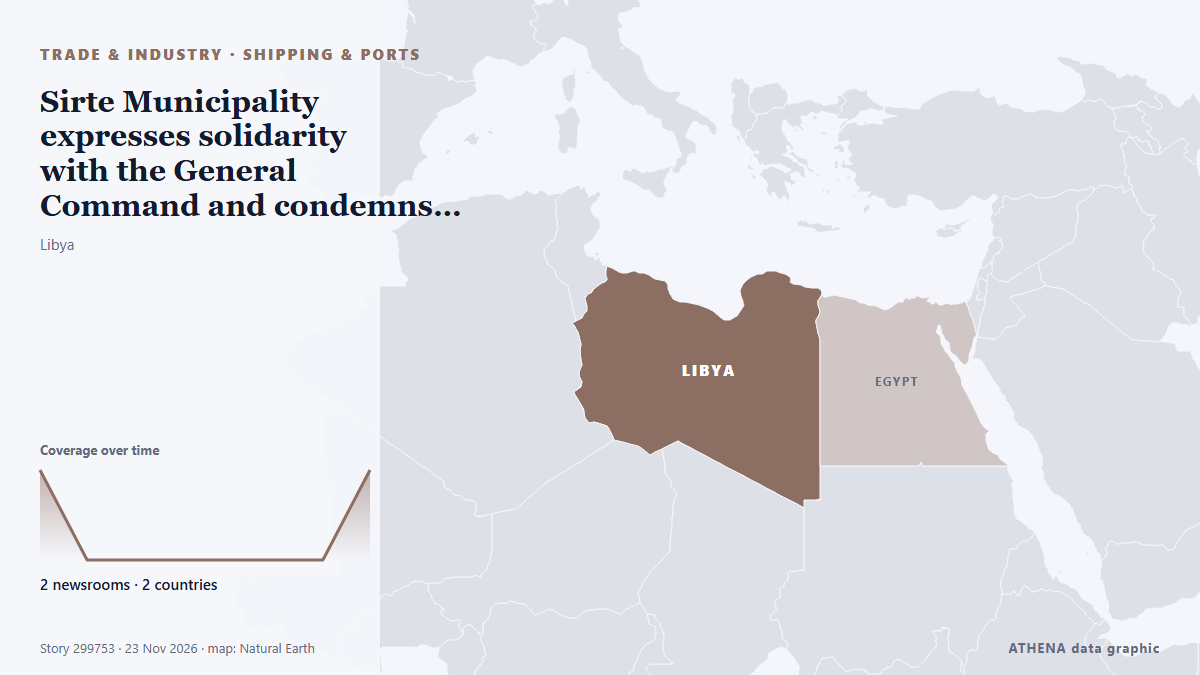 TRADE & INDUSTRY · SHIPPING & PORTS
Sirte Municipality
expresses solidarity
with the General
Command and condemns...
Libya
LIBYA
EGYPT
Coverage over time
2 newsrooms · 2 countries
Story 299753 · 23 Nov 2026 · map: Natural Earth
ATHENA data graphic